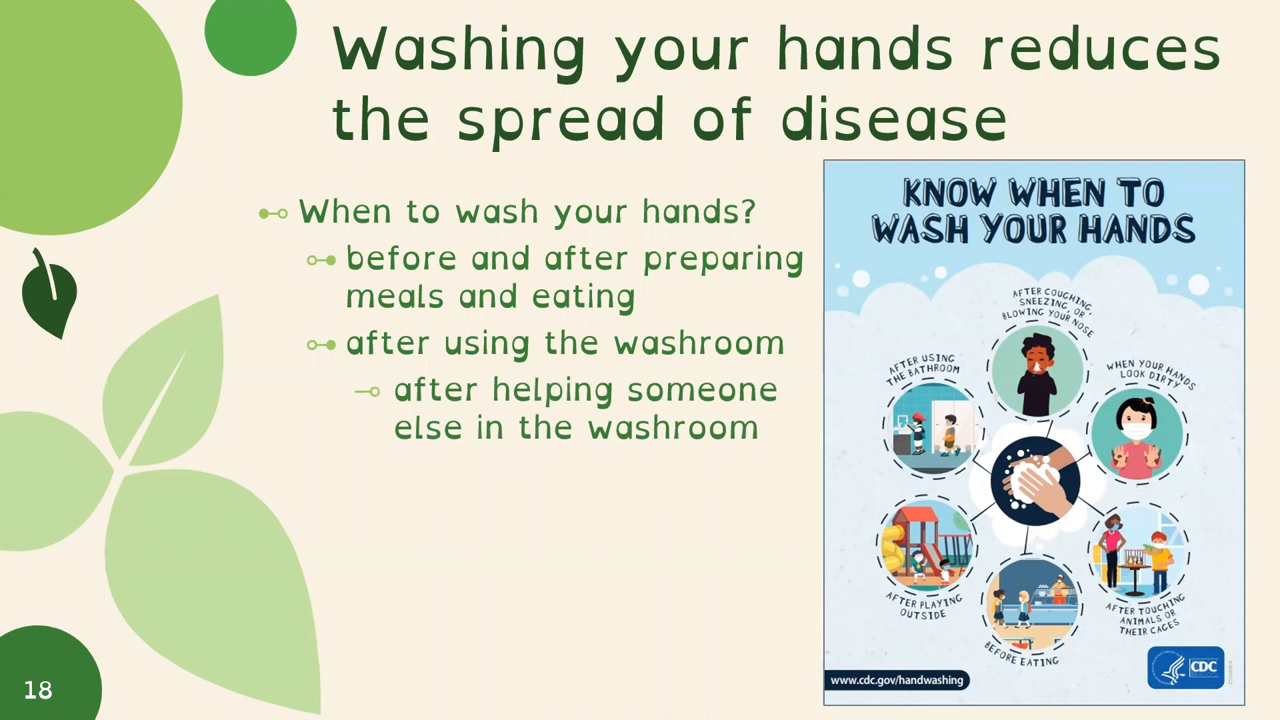 Washing your hands reduces
the spread of disease
When to wash your hands?
before and after preparing
meals and eating
after using the washroom
after helping someone
else in the washroom
KNOW WHEN TO
WASH YOUR HANDS
AFTER COUGHING,
SNEEZING, OR
BLOWING YOUR NOSE
AFTER USING
THE BATHROOM
WHEN YOUR HANDS
LOOK DIRTY
AFTER PLAYING
OUTSIDE
AFTER TOUCHING
ANIMALS OR
THEIR CAGES
BEFORE EATING
www.cdc.gov/handwashing
CDC
18